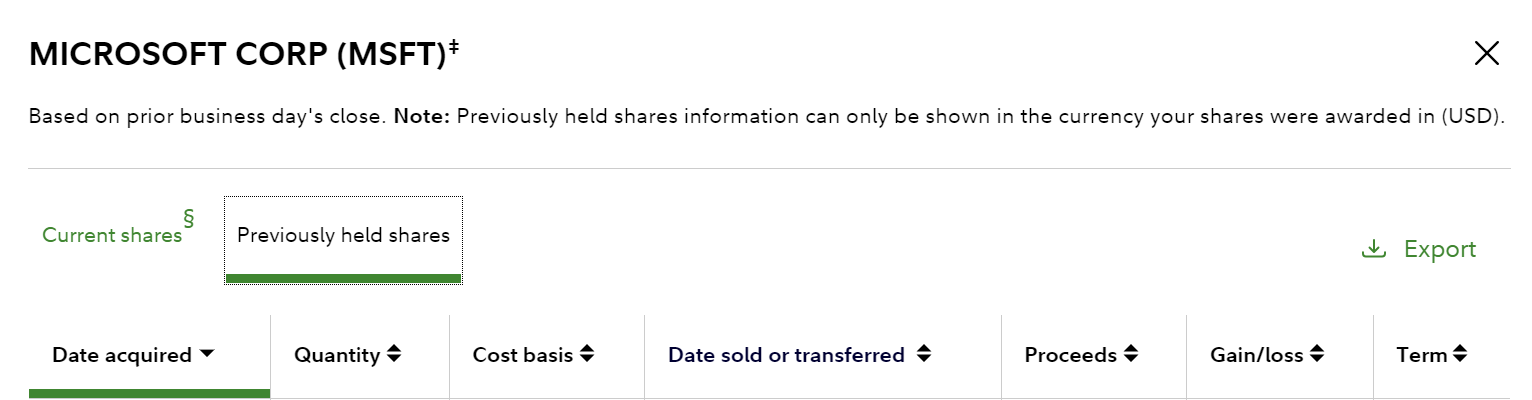 MICROSOFT CORP (MSFT)‡
Based on prior business day's close. Note: Previously held shares information can only be shown in the currency your shares were awarded in (USD).
Current shares§ Previously held shares
Export
Date acquired Quantity Cost basis Date sold or transferred Proceeds Gain/loss Term